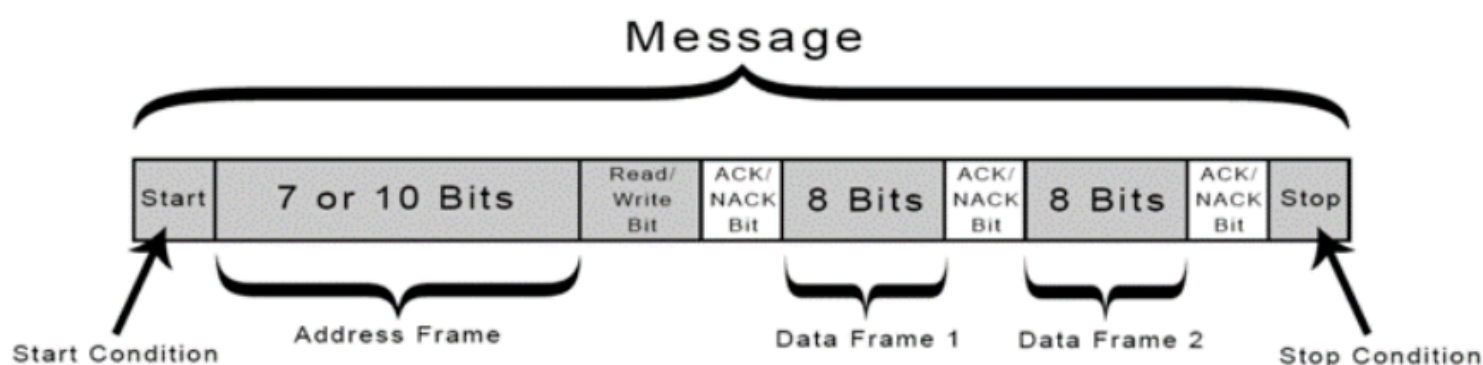 Message
Start
7 or 10 Bits
Read/
Write
Bit
ACK/
NACK
Bit
8 Bits
ACK/
NACK
Bit
8 Bits
ACK/
NACK
Bit
Stop
Start Condition
Address Frame
Data Frame 1
Data Frame 2
Stop Condition